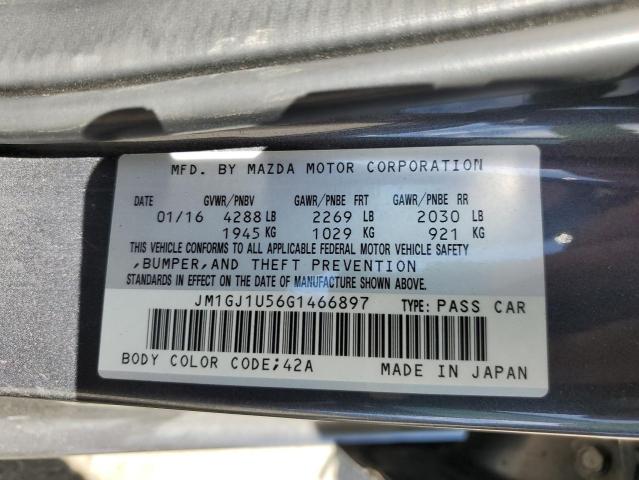 MFD. BY MAZDA MOTOR CORPORATION
DATE GVWR/PNBV GAWR/PNBE FRT GAWR/PNBE RR
01/16 4288 LB 2269 LB 2030 LB
1945 KG 1029 KG 921 KG
THIS VEHICLE CONFORMS TO ALL APPLICABLE FEDERAL MOTOR VEHICLE SAFETY
,BUMPER,AND THEFT PREVENTION
STANDARDS IN EFFECT ON THE DATE OF MANUFACTURE SHOWN ABOVE.
JM1GJ1U56G1466897 TYPE: PASS CAR
BODY COLOR CODE;42A MADE IN JAPAN